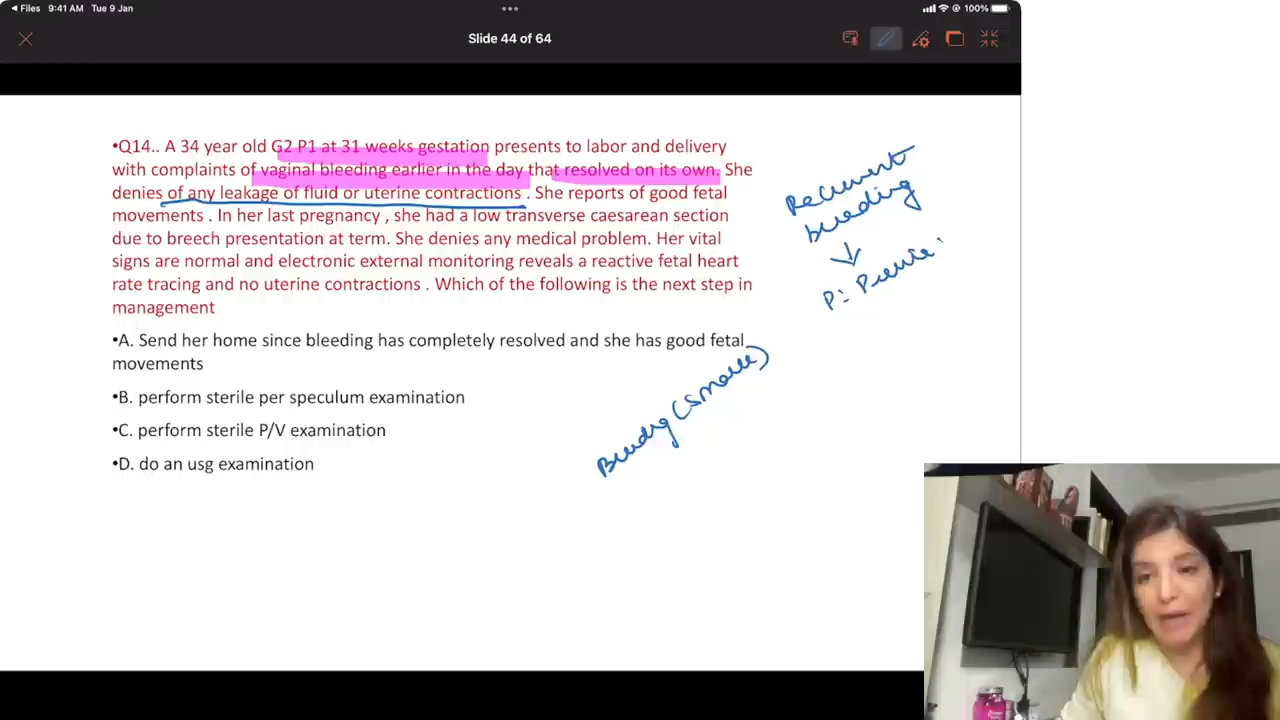 Files 9:41 AM Tue 9 Jan
100%
Slide 44 of 64
•Q14.. A 34 year old G2 P1 at 31 weeks gestation presents to labor and delivery
with complaints of vaginal bleeding earlier in the day that resolved on its own. She
denies of any leakage of fluid or uterine contractions . She reports of good fetal
movements . In her last pregnancy , she had a low transverse caesarean section
due to breech presentation at term. She denies any medical problem. Her vital
signs are normal and electronic external monitoring reveals a reactive fetal heart
rate tracing and no uterine contractions . Which of the following is the next step in
management
•A. Send her home since bleeding has completely resolved and she has good fetal
movements
•B. perform sterile per speculum examination
•C. perform sterile P/V examination
•D. do an usg examination
Recurrent
bleeding
↓
P:
Bleeding (small)